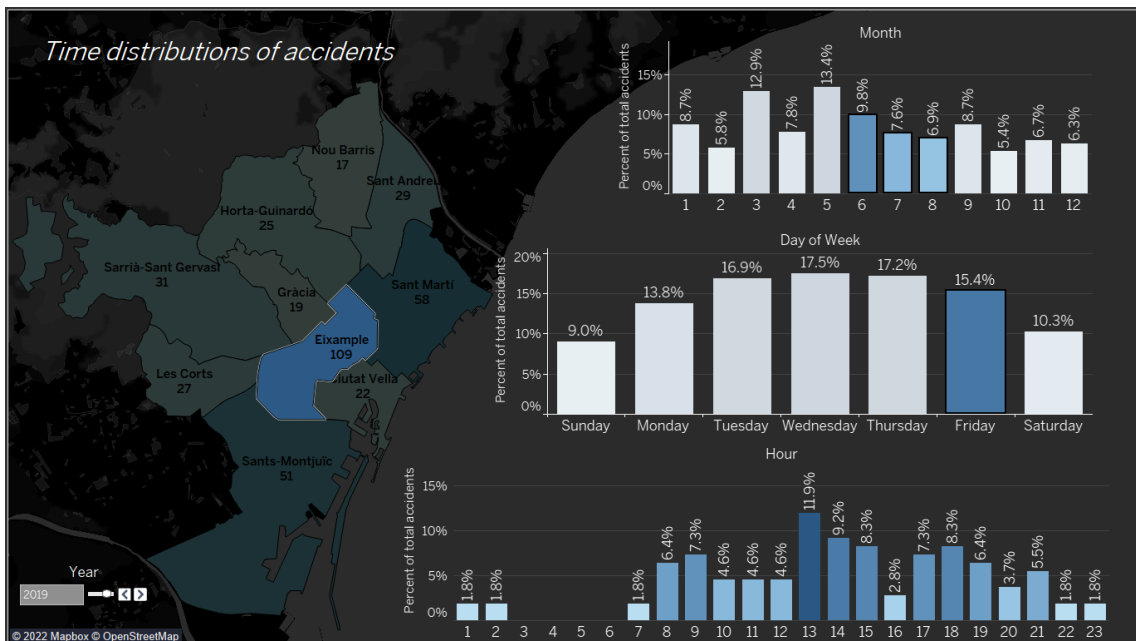 Time distributions of accidents
Nou Barris
17
Sant Andreu
29
Horta-Guinardó
25
Sarrià-Sant Gervasi
31
Gràcia
19
Sant Martí
58
Eixample
109
Les Corts
27
Ciutat Vella
22
Sants-Montjuïc
51
Year
2019
© 2022 Mapbox © OpenStreetMap
Month
Percent of total accidents
15%
10%
5%
0%
8.7% 5.8% 12.9% 7.8% 13.4% 9.8% 7.6% 6.9% 8.7% 5.4% 6.7% 6.3%
1 2 3 4 5 6 7 8 9 10 11 12
Day of Week
Percent of total accidents
20%
15%
10%
5%
0%
9.0% 13.8% 16.9% 17.5% 17.2% 15.4% 10.3%
Sunday Monday Tuesday Wednesday Thursday Friday Saturday
Hour
Percent of total accidents
15%
10%
5%
0%
1.8% 1.8% 1.8% 6.4% 7.3% 4.6% 4.6% 4.6% 11.9% 9.2% 8.3% 2.8% 7.3% 8.3% 6.4% 3.7% 5.5% 1.8% 1.8%
1 2 3 4 5 6 7 8 9 10 11 12 13 14 15 16 17 18 19 20 21 22 23